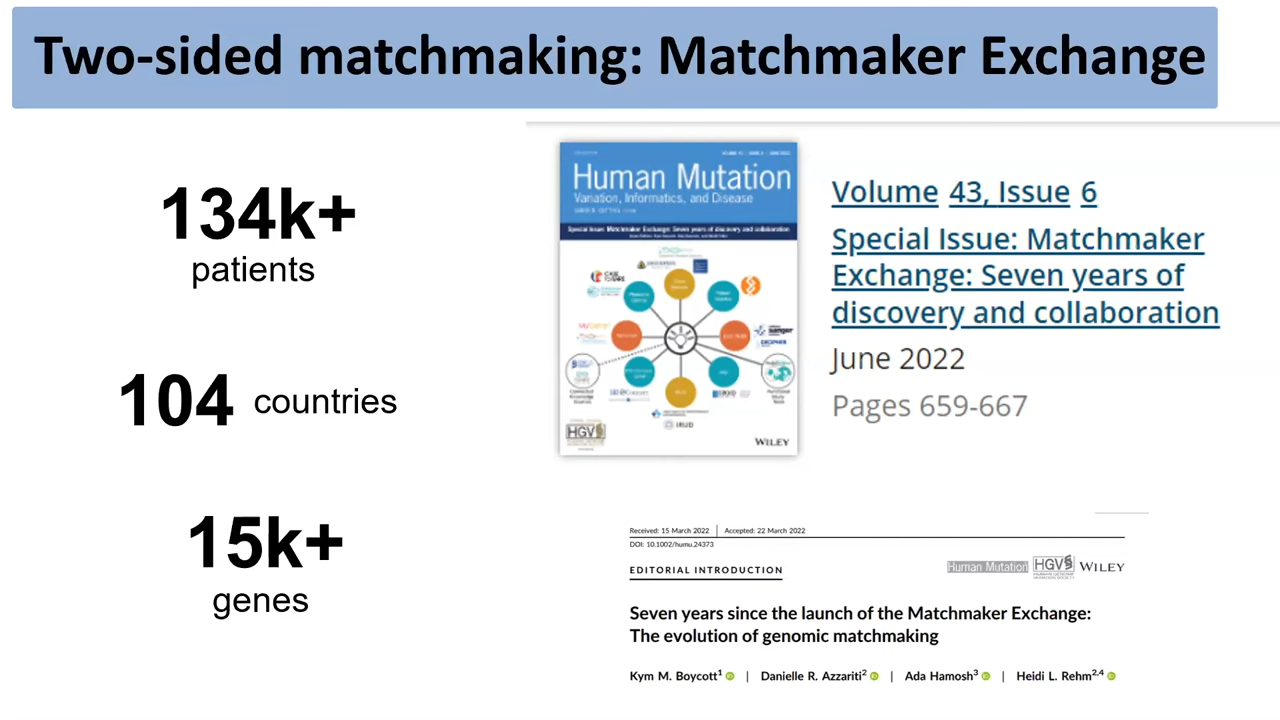 Two-sided matchmaking: Matchmaker Exchange
134k+
patients
104 countries
15k+
genes
Human Mutation
Variation, Informatics, and Disease
Special Issue: Matchmaker Exchange: Seven years of discovery and collaboration
HGVS
WILEY
Volume 43, Issue 6
Special Issue: Matchmaker
Exchange: Seven years of
discovery and collaboration
June 2022
Pages 659-667
Received: 15 March 2022 | Accepted: 22 March 2022
DOI: 10.1002/humu.24373
EDITORIAL INTRODUCTION
Human Mutation HGVS WILEY
Seven years since the launch of the Matchmaker Exchange:
The evolution of genomic matchmaking
Kym M. Boycott1 | Danielle R. Azzariti2 | Ada Hamosh3 | Heidi L. Rehm2,4